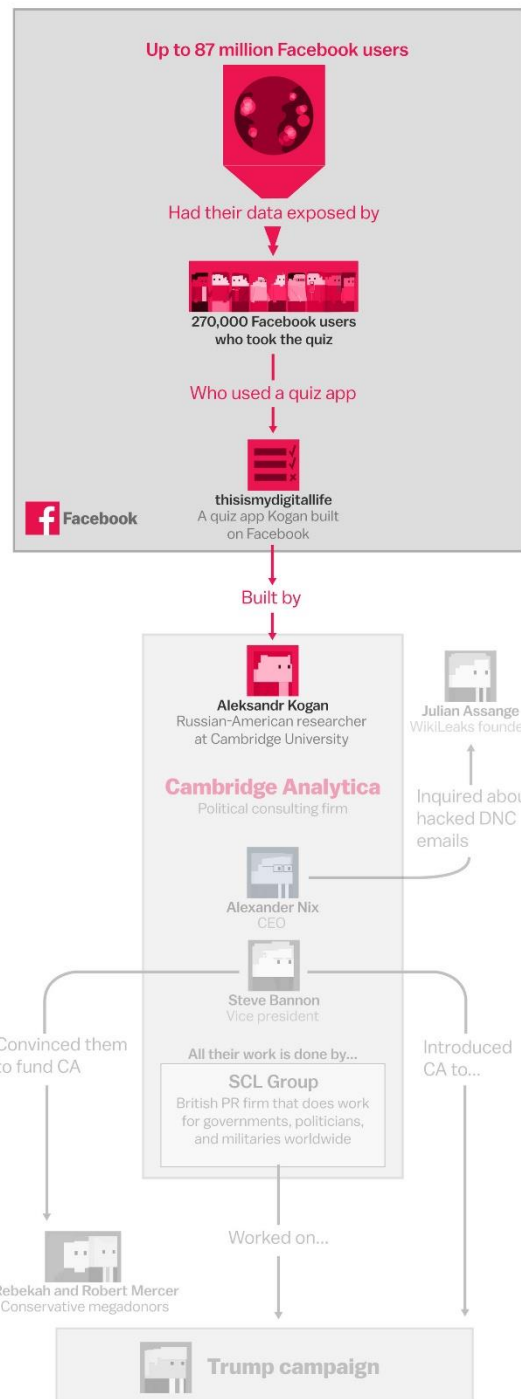 Up to 87 million Facebook users
Had their data exposed by
270,000 Facebook users
who took the quiz
Who used a quiz app
thisismydigitallife
A quiz app Kogan built
on Facebook
Facebook
Built by
Aleksandr Kogan
Russian-American researcher
at Cambridge University
Julian Assange
WikiLeaks founde
Cambridge Analytica
Political consulting firm
Inquired abou
hacked DNC
emails
Alexander Nix
CEO
Steve Bannon
Vice president
Convinced them
to fund CA
Introduced
CA to...
All their work is done by...
SCL Group
British PR firm that does work
for governments, politicians,
and militaries worldwide
Worked on...
Rebekah and Robert Mercer
Conservative megadonors
Trump campaign